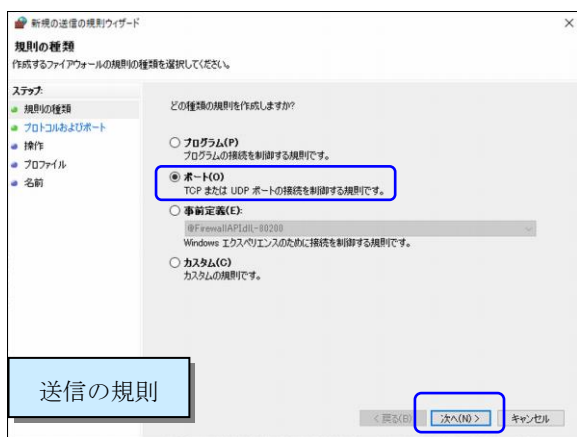 新規の送信の規則ウィザード
規則の種類
作成するファイアウォールの規則の種類を選択してください。
ステップ:
規則の種類
プロトコルおよびポート
操作
プロファイル
名前
どの種類の規則を作成しますか?
プログラム(P)
プログラムの接続を制御する規則です。
ポート(O)
TCP または UDP ポートの接続を制御する規則です。
事前定義(E):
@FirewallAPI.dll,-80200
Windows エクスペリエンスのために接続を制御する規則です。
カスタム(C)
カスタムの規則です。
送信の規則
< 戻る(B)
次へ(N) >
キャンセル